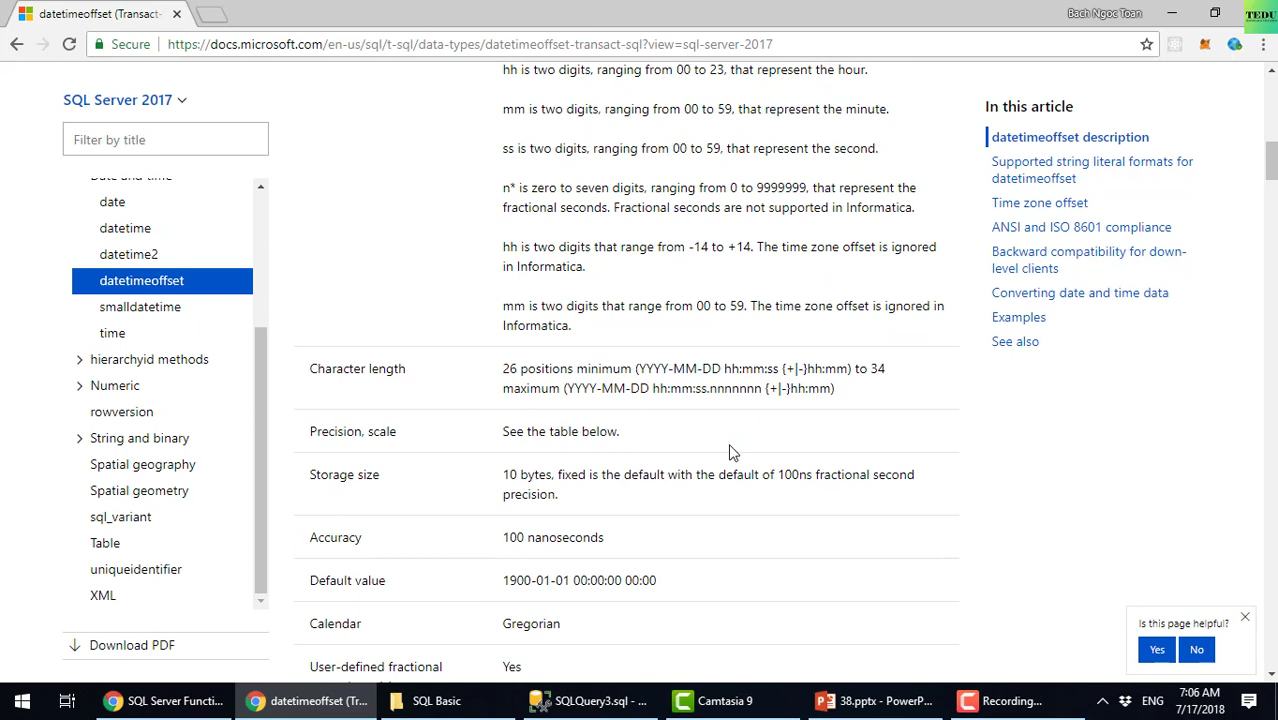 datetimeoffset (Transact-
Bach Ngoc Toan
TEDU
Secure
https://docs.microsoft.com/en-us/sql/t-sql/data-types/datetimeoffset-transact-sql?view=sql-server-2017
SQL Server 2017
Filter by title
Date and time
date
datetime
datetime2
datetimeoffset
smalldatetime
time
hierarchyid methods
Numeric
rowversion
String and binary
Spatial geography
Spatial geometry
sql_variant
Table
uniqueidentifier
XML
Download PDF
hh is two digits, ranging from 00 to 23, that represent the hour.
mm is two digits, ranging from 00 to 59, that represent the minute.
ss is two digits, ranging from 00 to 59, that represent the second.
n* is zero to seven digits, ranging from 0 to 9999999, that represent the
fractional seconds. Fractional seconds are not supported in Informatica.
hh is two digits that range from -14 to +14. The time zone offset is ignored
in Informatica.
mm is two digits that range from 00 to 59. The time zone offset is ignored in
Informatica.
Character length
26 positions minimum (YYYY-MM-DD hh:mm:ss {+|-}hh:mm) to 34
maximum (YYYY-MM-DD hh:mm:ss.nnnnnnn {+|-}hh:mm)
Precision, scale
See the table below.
Storage size
10 bytes, fixed is the default with the default of 100ns fractional second
precision.
Accuracy
100 nanoseconds
Default value
1900-01-01 00:00:00 00:00
Calendar
Gregorian
User-defined fractional
Yes
In this article
datetimeoffset description
Supported string literal formats for
datetimeoffset
Time zone offset
ANSI and ISO 8601 compliance
Backward compatibility for down-
level clients
Converting date and time data
Examples
See also
Is this page helpful?
Yes
No
SQL Server Functi...
datetimeoffset (Tr...
SQL Basic
SQLQuery3.sql - ...
Camtasia 9
38.pptx - PowerP...
Recording...
ENG
7:06 AM
7/17/2018